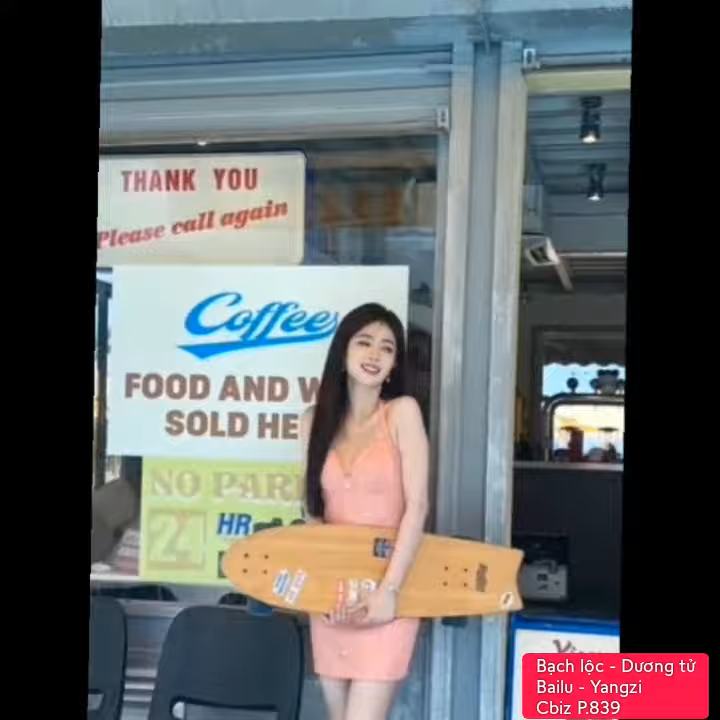 THANK YOU
Please call again
Coffee
FOOD AND W
SOLD HE
NO PARK
24 HR
Bạch lộc - Dương tử
Bailu - Yangzi
Cbiz P.839